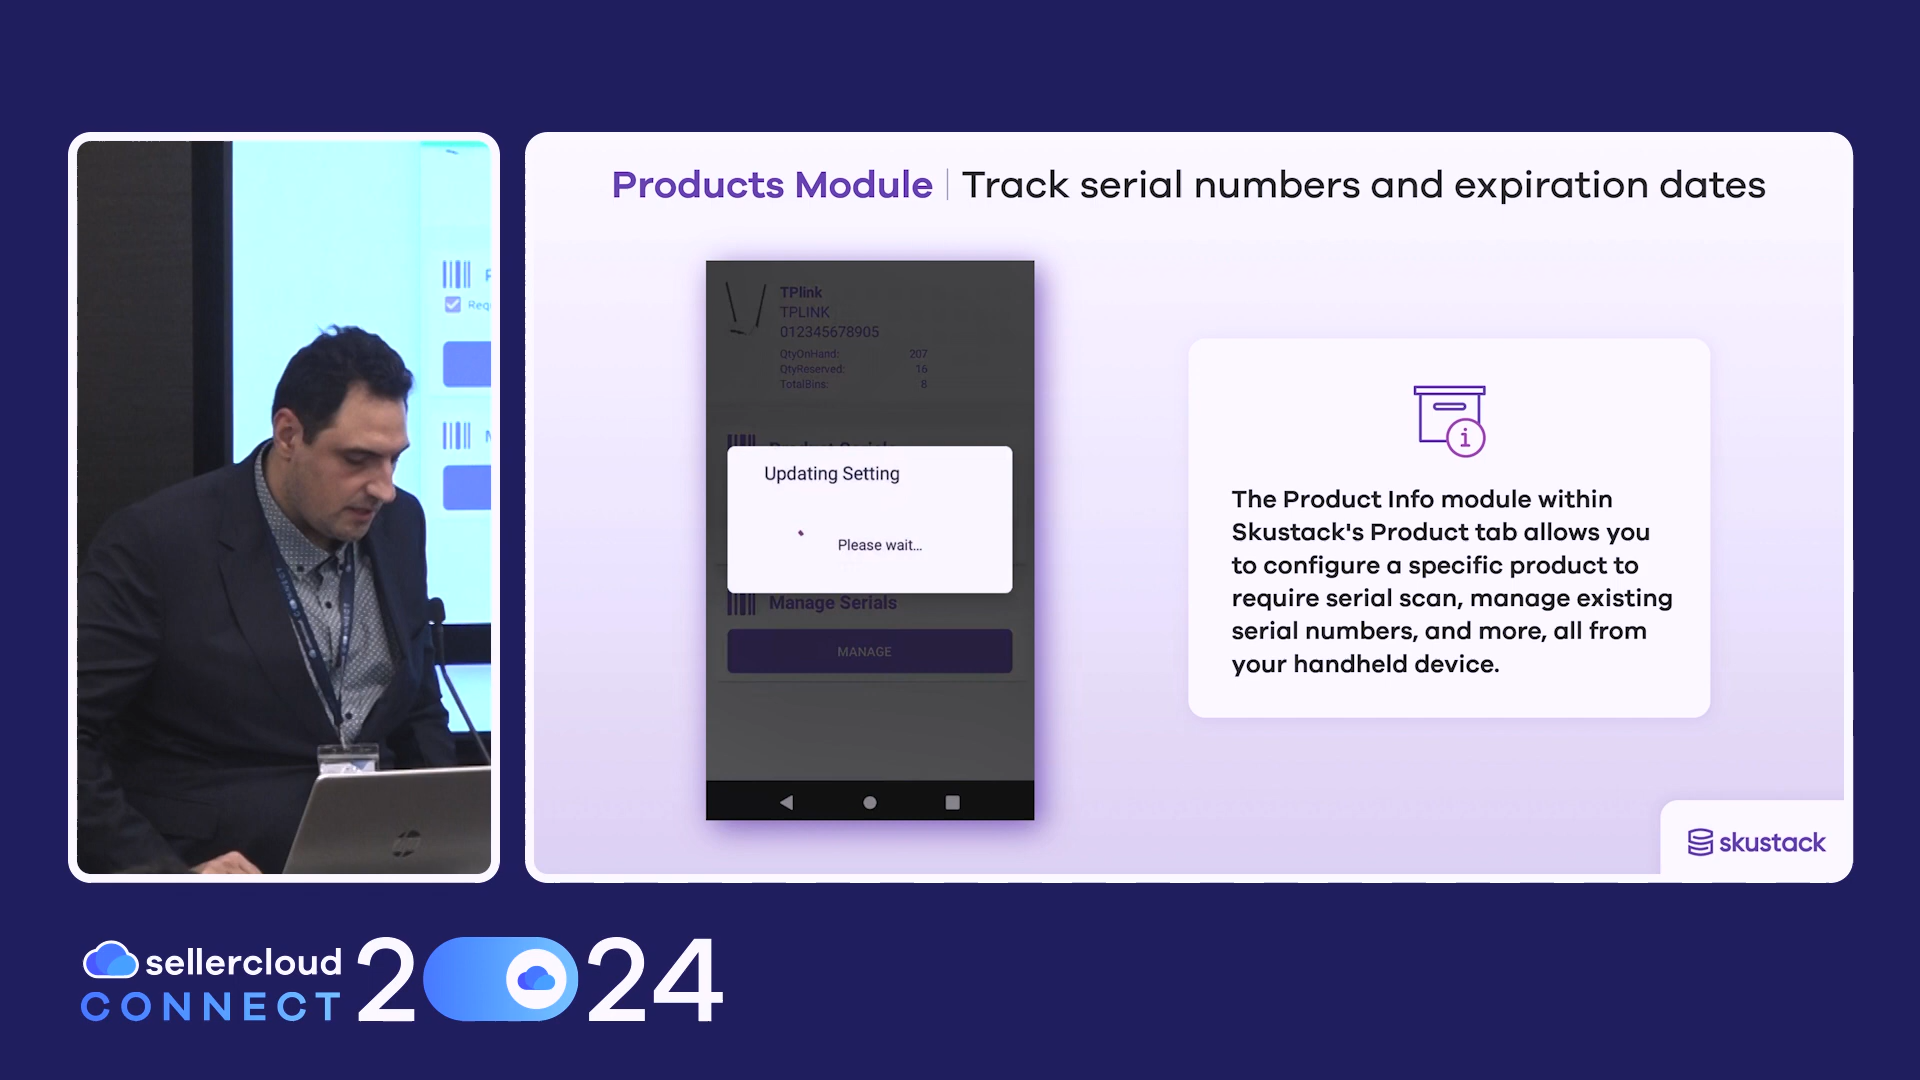 Products Module | Track serial numbers and expiration dates
TPlink
TPLINK
012345678905
QtyOnHand: 207
QtyReserved: 16
TotalBins: 8
Product Serials
Updating Setting
Please wait...
Manage Serials
MANAGE
The Product Info module within
Skustack's Product tab allows you
to configure a specific product to
require serial scan, manage existing
serial numbers, and more, all from
your handheld device.
skustack
sellercloud
CONNECT
2024